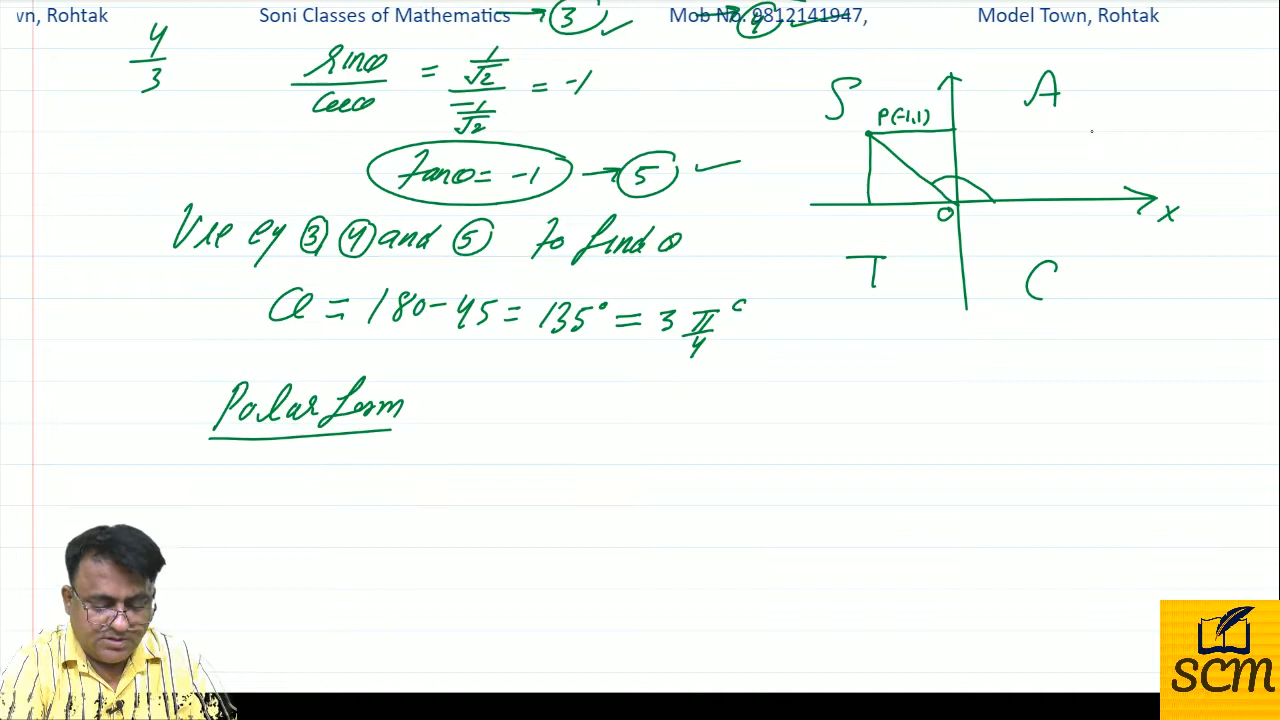 wn, Rohtak Soni Classes of Mathematics Mob No. 9812141947, Model Town, Rohtak
→ ③ ✓ → ④
4/3
sinθ/cosθ = (1/√2)/(-1/√2) = -1
tanθ = -1 → ⑤ ✓
Use eq ③ ④ and ⑤ to find θ
θ = 180 - 45 = 135° = 3 π/4 ᶜ
Polar form
S A
P(-1,1)
O X
T C
SCM